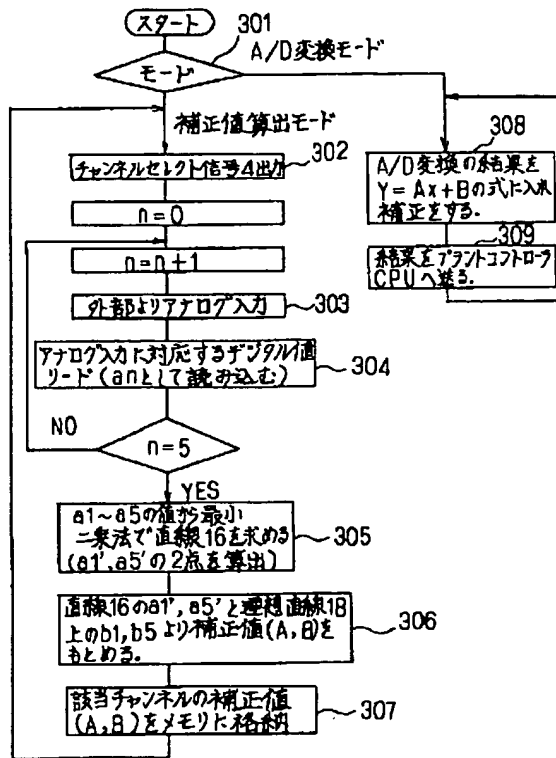 スタート
301
モード
A/D変換モード
補正値算出モード
302
チャンネルセレクト信号4出力
n=0
n=n+1
外部よりアナログ入力
303
アナログ入力に対応するデジタル値
リード(anとして読み込む)
304
NO
n=5
YES
a1~a5の値から最小
二乗法で直線16を求める
(a1',a5'の2点を算出)
305
直線16のa1',a5'と理想直線18
上のb1,b5より補正値(A,B)を
もとめる。
306
該当チャンネルの補正値
(A,B)をメモリに格納
307
308
A/D変換の結果を
Y=Ax+Bの式に入れ
補正をする。
309
結果をプラントコントローラ
CPUへ送る。